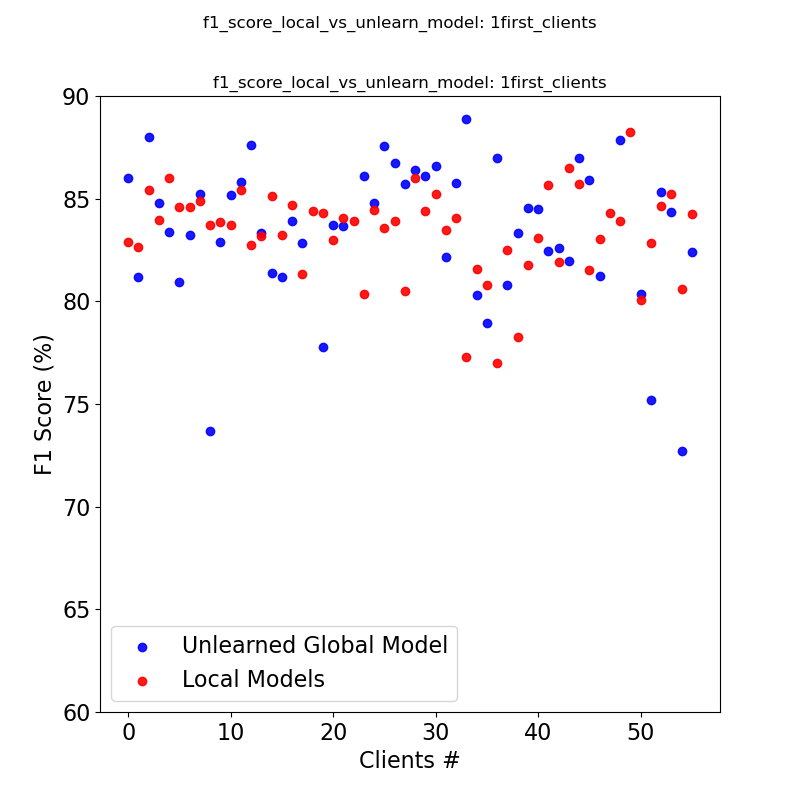 f1_score_local_vs_unlearn_model: 1first_clients
f1_score_local_vs_unlearn_model: 1first_clients
90
85
80
75
70
65
60
F1 Score (%)
Unlearned Global Model
Local Models
0 10 20 30 40 50
Clients #